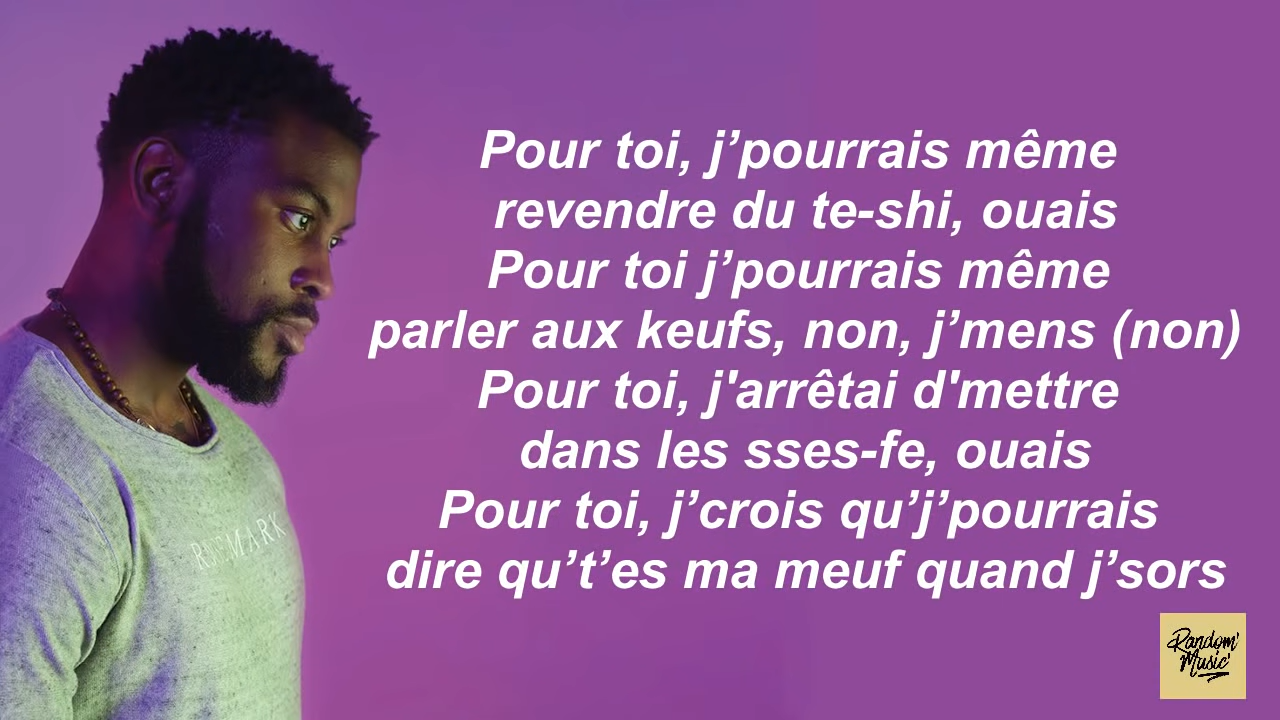 Pour toi, j’pourrais même
revendre du te-shi, ouais
Pour toi j’pourrais même
parler aux keufs, non, j’mens (non)
Pour toi, j'arrêtai d'mettre
dans les sses-fe, ouais
Pour toi, j’crois qu’j’pourrais
dire qu’t’es ma meuf quand j’sors
Random'
Music'